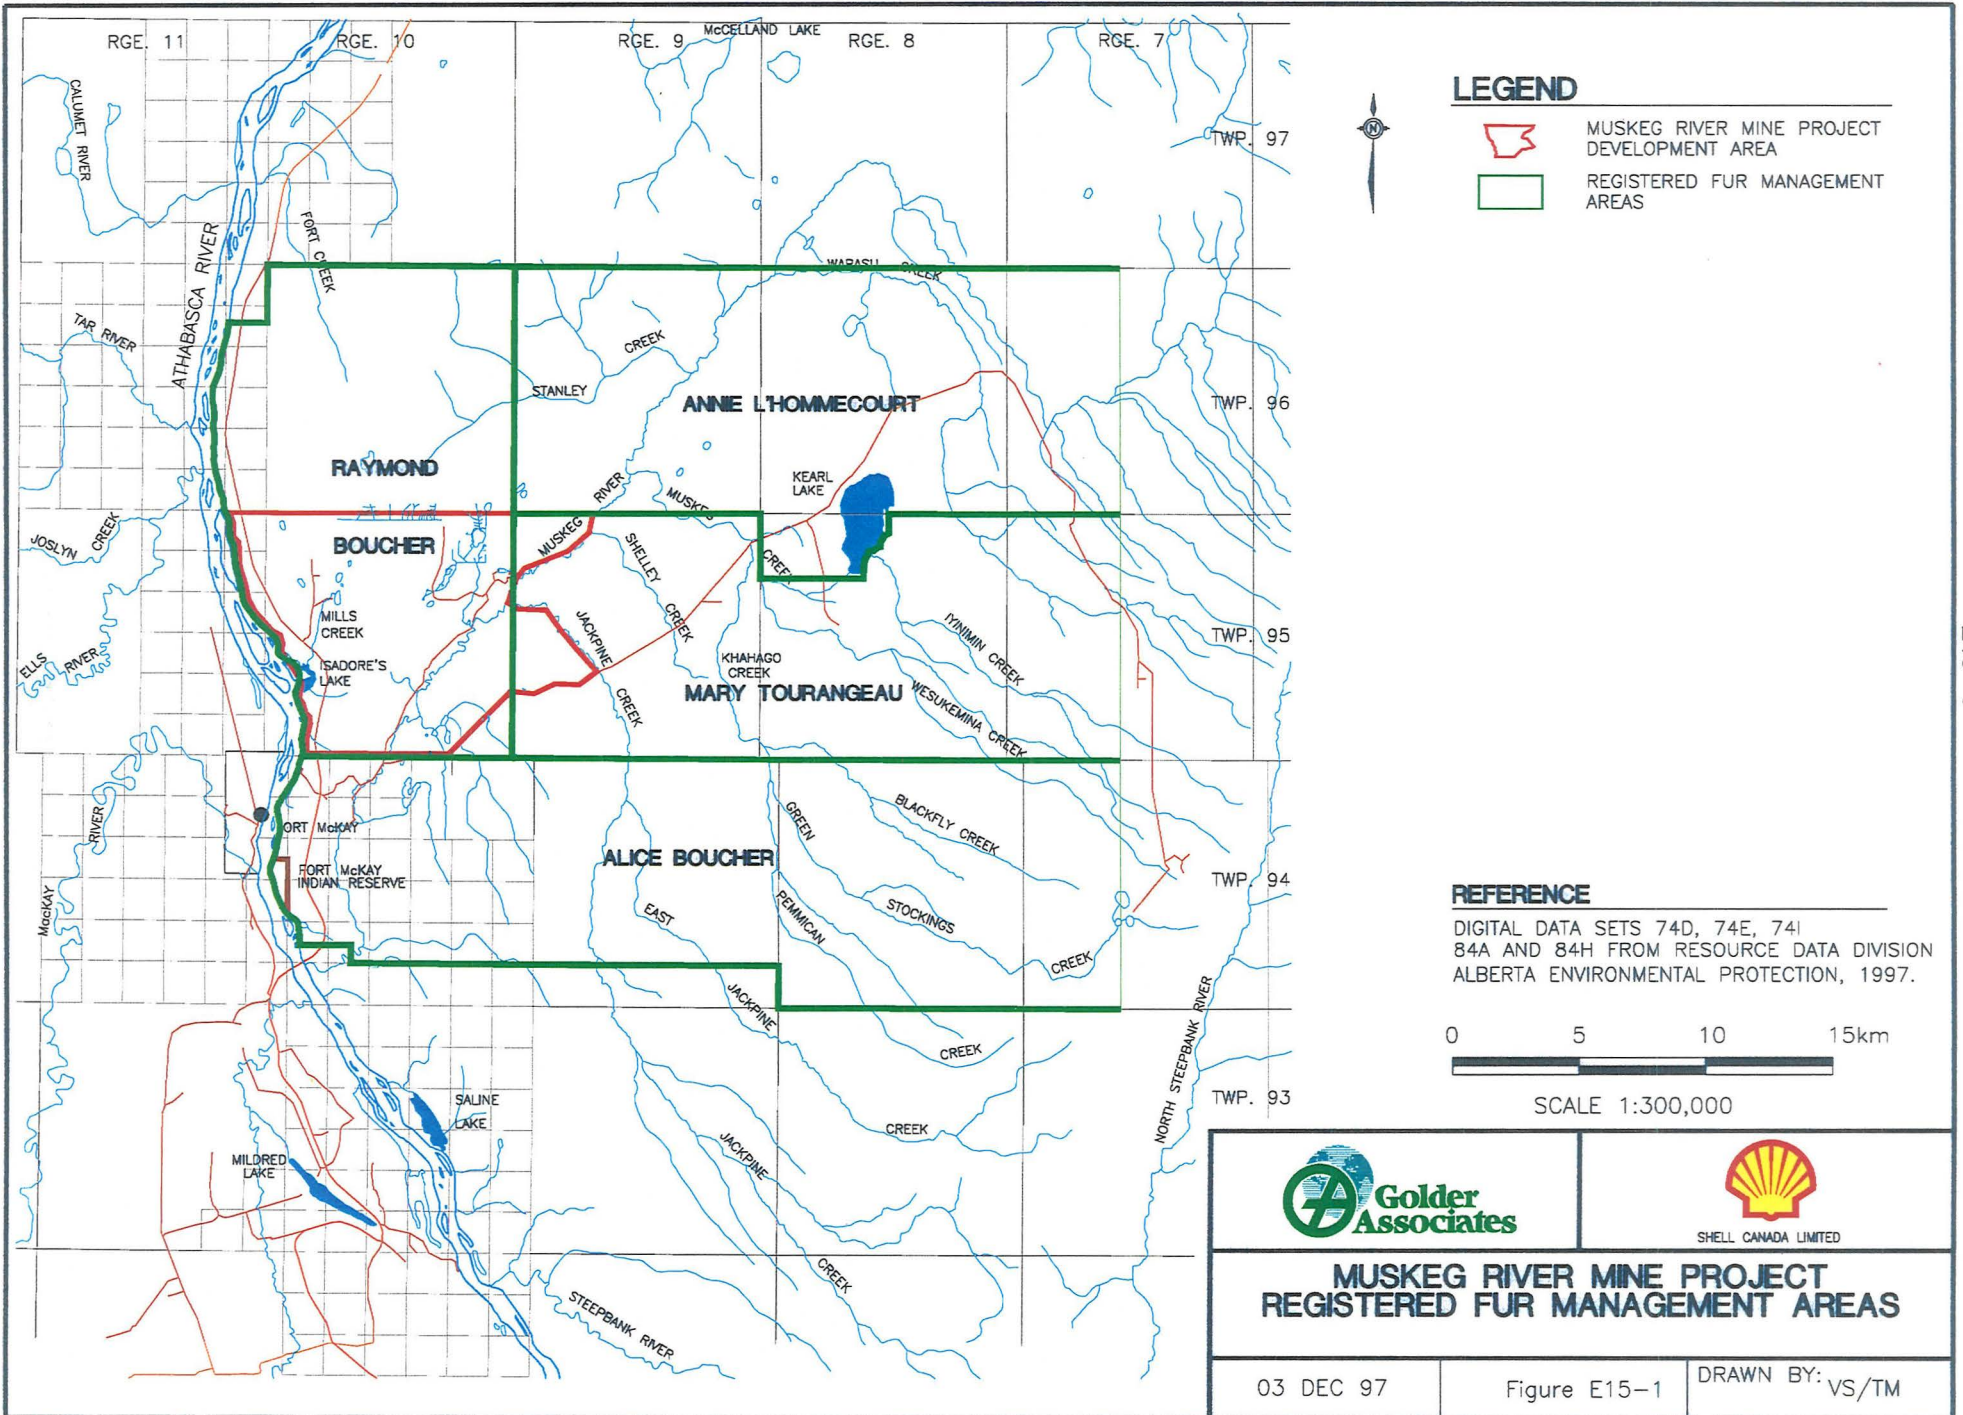 RGE. 11
RGE. 10
RGE. 9
McCELLAND LAKE
RGE. 8
RGE. 7
CALUMET RIVER
TWP. 97
ATHABASCA RIVER
FORT CREEK
TAR RIVER
WABASU CREEK
STANLEY
CREEK
ANNIE L'HOMMECOURT
TWP. 96
RAYMOND
BOUCHER
KEARL
LAKE
MUSKEG
RIVER
MUSKEG
CREEK
JOSLYN CREEK
SHELLEY
CREEK
MILLS
CREEK
JACKPINE
CREEK
IYINIMIN CREEK
TWP. 95
ELLS RIVER
ISADORE'S
LAKE
KHAHAGO
CREEK
MARY TOURANGEAU
WESUKEMINA CREEK
MacKAY
RIVER
ORT McKAY
FORT McKAY
INDIAN RESERVE
GREEN
BLACKFLY CREEK
ALICE BOUCHER
TWP. 94
EAST
PEMMICAN
STOCKINGS
CREEK
JACKPINE
CREEK
NORTH STEEPBANK RIVER
SALINE
LAKE
TWP. 93
CREEK
MILDRED
LAKE
JACKPINE
CREEK
STEEPBANK RIVER
LEGEND
MUSKEG RIVER MINE PROJECT
DEVELOPMENT AREA
REGISTERED FUR MANAGEMENT
AREAS
N
REFERENCE
DIGITAL DATA SETS 74D, 74E, 74I
84A AND 84H FROM RESOURCE DATA DIVISION
ALBERTA ENVIRONMENTAL PROTECTION, 1997.
0 5 10 15km
SCALE 1:300,000
Golder
Associates
SHELL CANADA LIMITED
MUSKEG RIVER MINE PROJECT
REGISTERED FUR MANAGEMENT AREAS
03 DEC 97
Figure E15-1
DRAWN BY: VS/TM